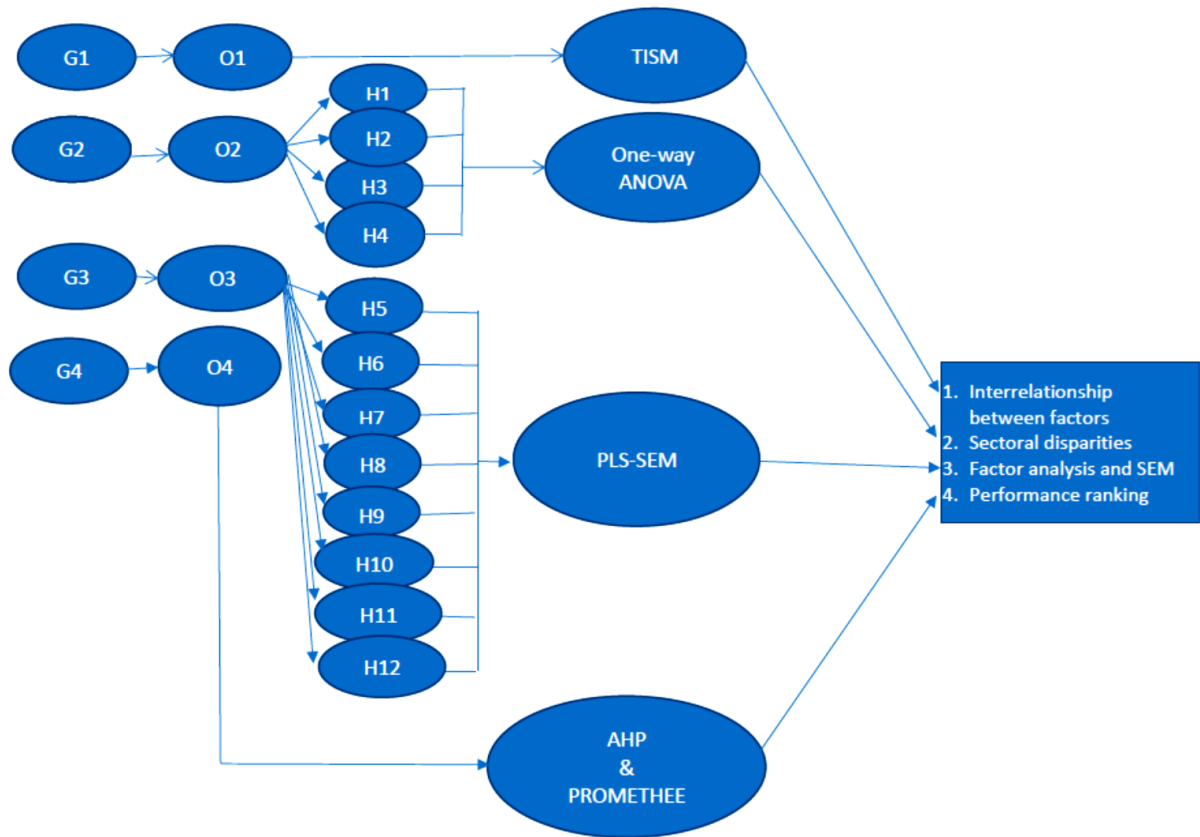 G1
O1
TISM
H1
G2
O2
H2
One-way
ANOVA
H3
H4
G3
O3
H5
G4
O4
H6
H7
H8
H9
H10
H11
H12
PLS-SEM
1. Interrelationship
between factors
2. Sectoral disparities
3. Factor analysis and SEM
4. Performance ranking
AHP
&
PROMETHEE